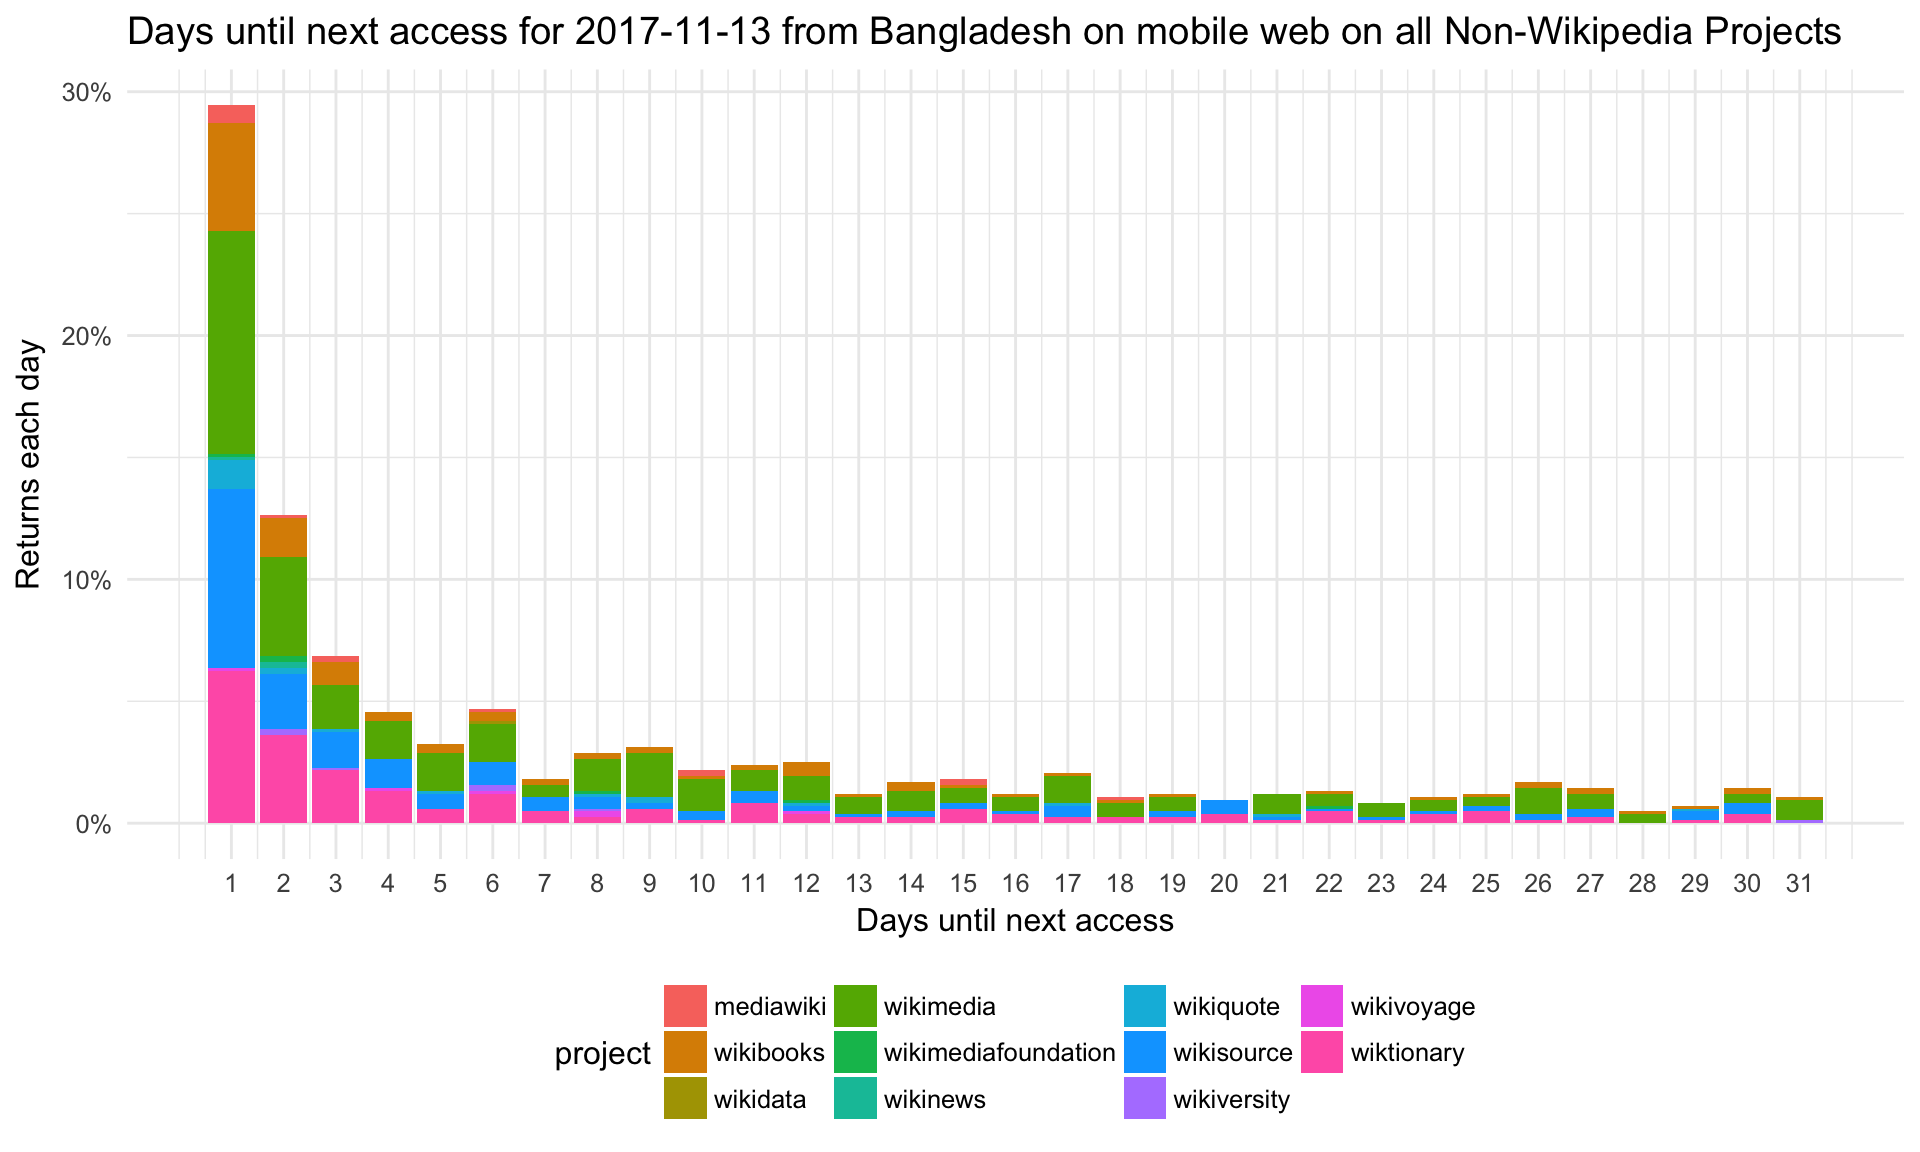 Days until next access for 2017-11-13 from Bangladesh on mobile web on all Non-Wikipedia Projects
30%
20%
10%
0%
Returns each day
1 2 3 4 5 6 7 8 9 10 11 12 13 14 15 16 17 18 19 20 21 22 23 24 25 26 27 28 29 30 31
Days until next access
project
mediawiki wikimedia wikiquote wikivoyage
wikibooks wikimediafoundation wikisource wiktionary
wikidata wikinews wikiversity